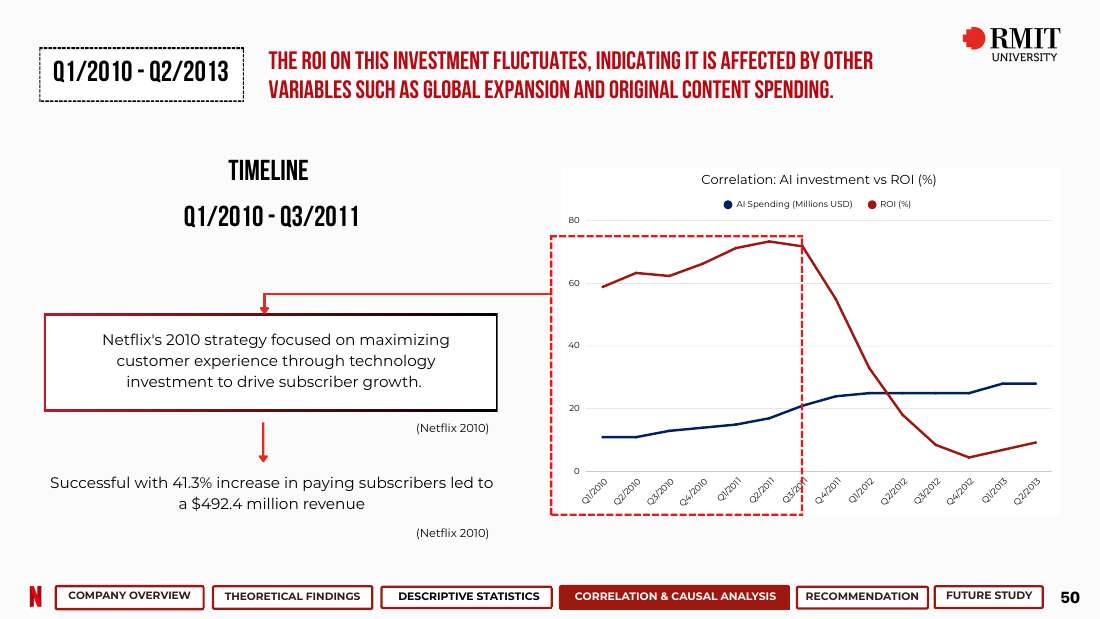 Q1/2010 - Q2/2013
THE ROI ON THIS INVESTMENT FLUCTUATES, INDICATING IT IS AFFECTED BY OTHER
VARIABLES SUCH AS GLOBAL EXPANSION AND ORIGINAL CONTENT SPENDING.
RMIT
UNIVERSITY
TIMELINE
Q1/2010 - Q3/2011
Netflix's 2010 strategy focused on maximizing
customer experience through technology
investment to drive subscriber growth.
(Netflix 2010)
Successful with 41.3% increase in paying subscribers led to
a $492.4 million revenue
(Netflix 2010)
Correlation: AI investment vs ROI (%)
AI Spending (Millions USD) ROI (%)
80
60
40
20
0
Q1/2010 Q2/2010 Q3/2010 Q4/2010 Q1/2011 Q2/2011 Q3/2011 Q4/2011 Q1/2012 Q2/2012 Q3/2012 Q4/2012 Q1/2013 Q2/2013
N COMPANY OVERVIEW THEORETICAL FINDINGS DESCRIPTIVE STATISTICS CORRELATION & CAUSAL ANALYSIS RECOMMENDATION FUTURE STUDY 50